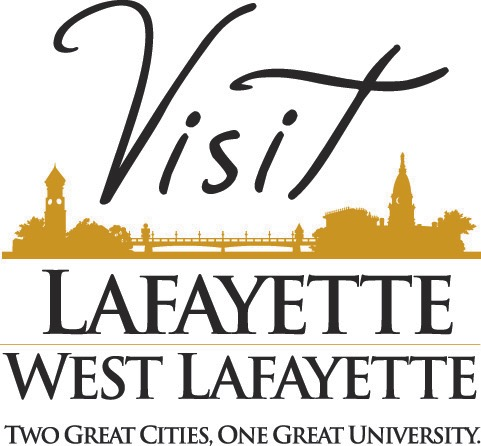 Visit
LAFAYETTE
WEST LAFAYETTE
TWO GREAT CITIES, ONE GREAT UNIVERSITY.